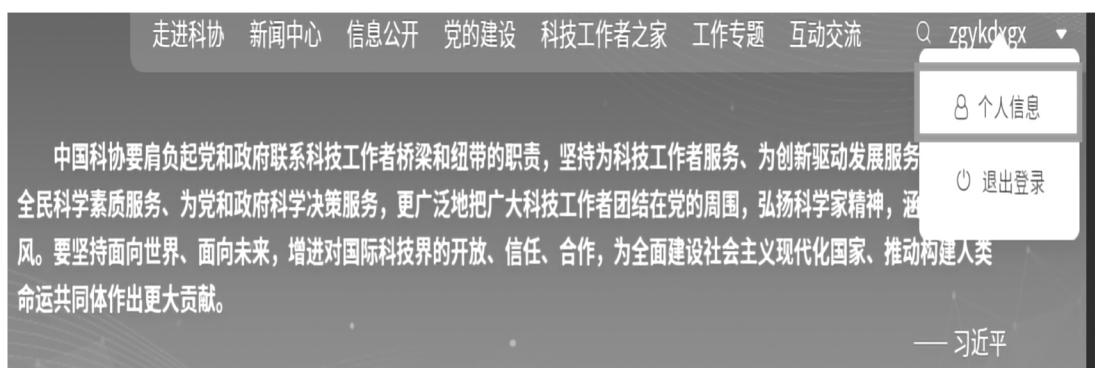 走进科协 新闻中心 信息公开 党的建设 科技工作者之家 工作专题 互动交流 zgykdxgx
个人信息
退出登录
中国科协要肩负起党和政府联系科技工作者桥梁和纽带的职责，坚持为科技工作者服务、为创新驱动发展服务
全民科学素质服务、为党和政府科学决策服务，更广泛地把广大科技工作者团结在党的周围，弘扬科学家精神，涵
风。要坚持面向世界、面向未来，增进对国际科技界的开放、信任、合作，为全面建设社会主义现代化国家、推动构建人类
命运共同体作出更大贡献。
—— 习近平